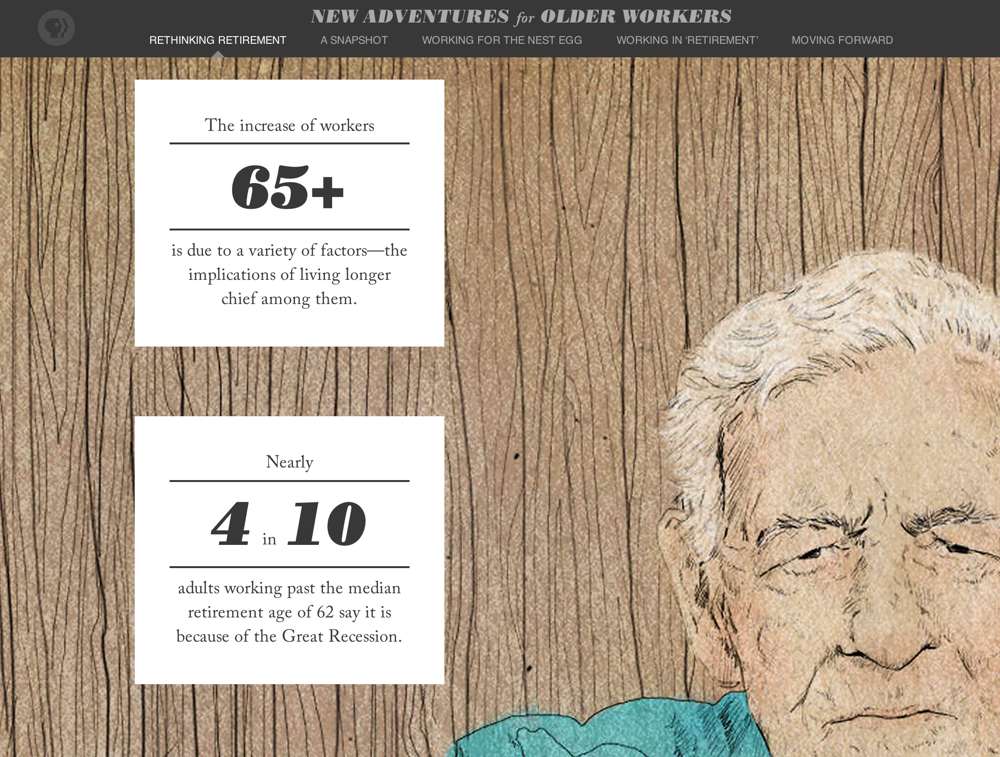 NEW ADVENTURES for OLDER WORKERS
RETHINKING RETIREMENT A SNAPSHOT WORKING FOR THE NEST EGG WORKING IN ‘RETIREMENT’ MOVING FORWARD
The increase of workers
65+
is due to a variety of factors—the
implications of living longer
chief among them.
Nearly
4 in 10
adults working past the median
retirement age of 62 say it is
because of the Great Recession.